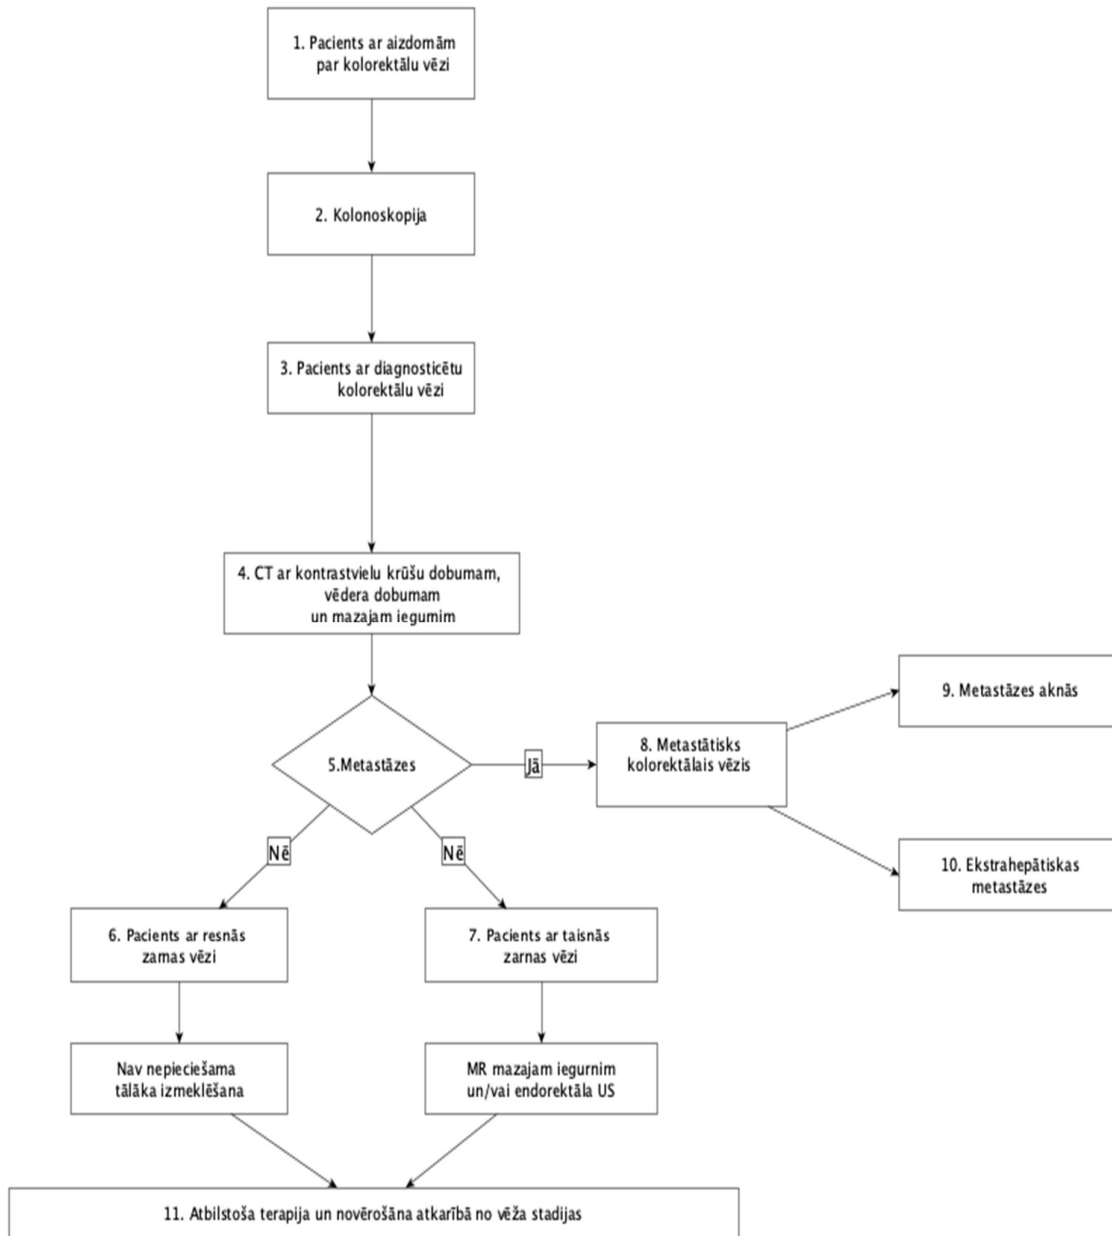 1. Pacients ar aizdomām
par kolorektālu vēzi
2. Kolonoskopija
3. Pacients ar diagnosticētu
kolorektālu vēzi
4. CT ar kontrastvielu krūšu dobumam,
vēdera dobumam
un mazajam iegurnim
5.Metastāzes
Jā
8. Metastātisks
kolorektālais vēzis
9. Metastāzes aknās
10. Ekstrahepātiskas
metastāzes
Nē
Nē
6. Pacients ar resnās
zarnas vēzi
7. Pacients ar taisnās
zarnas vēzi
Nav nepieciešama
tālāka izmeklēšana
MR mazajam iegurnim
un/vai endorektāla US
11. Atbilstoša terapija un novērošāna atkarībā no vēža stadijas